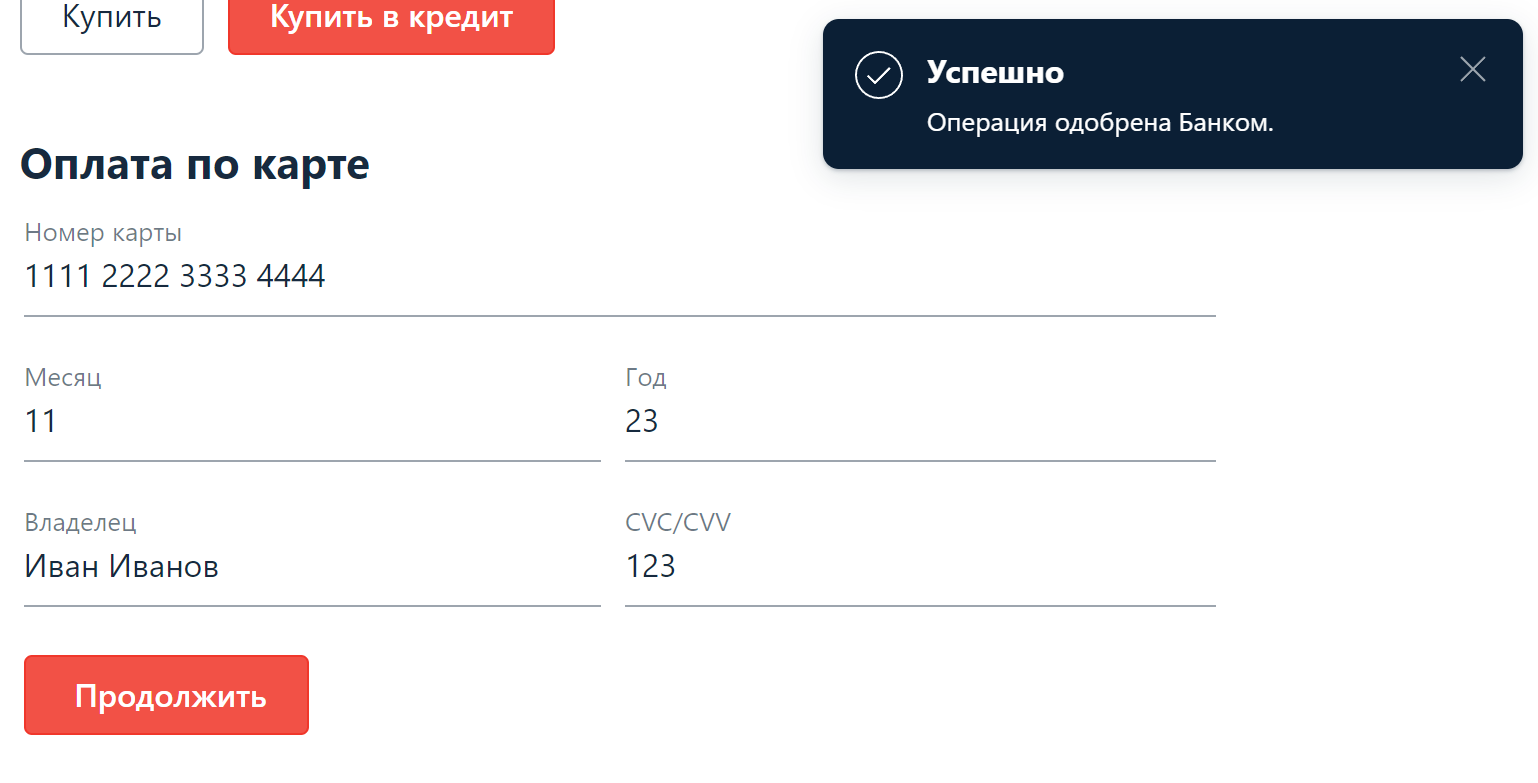 Купить
Купить в кредит
Успешно
Операция одобрена Банком.
Оплата по карте
Номер карты
1111 2222 3333 4444
Месяц
Год
11
23
Владелец
CVC/CVV
Иван Иванов
123
Продолжить